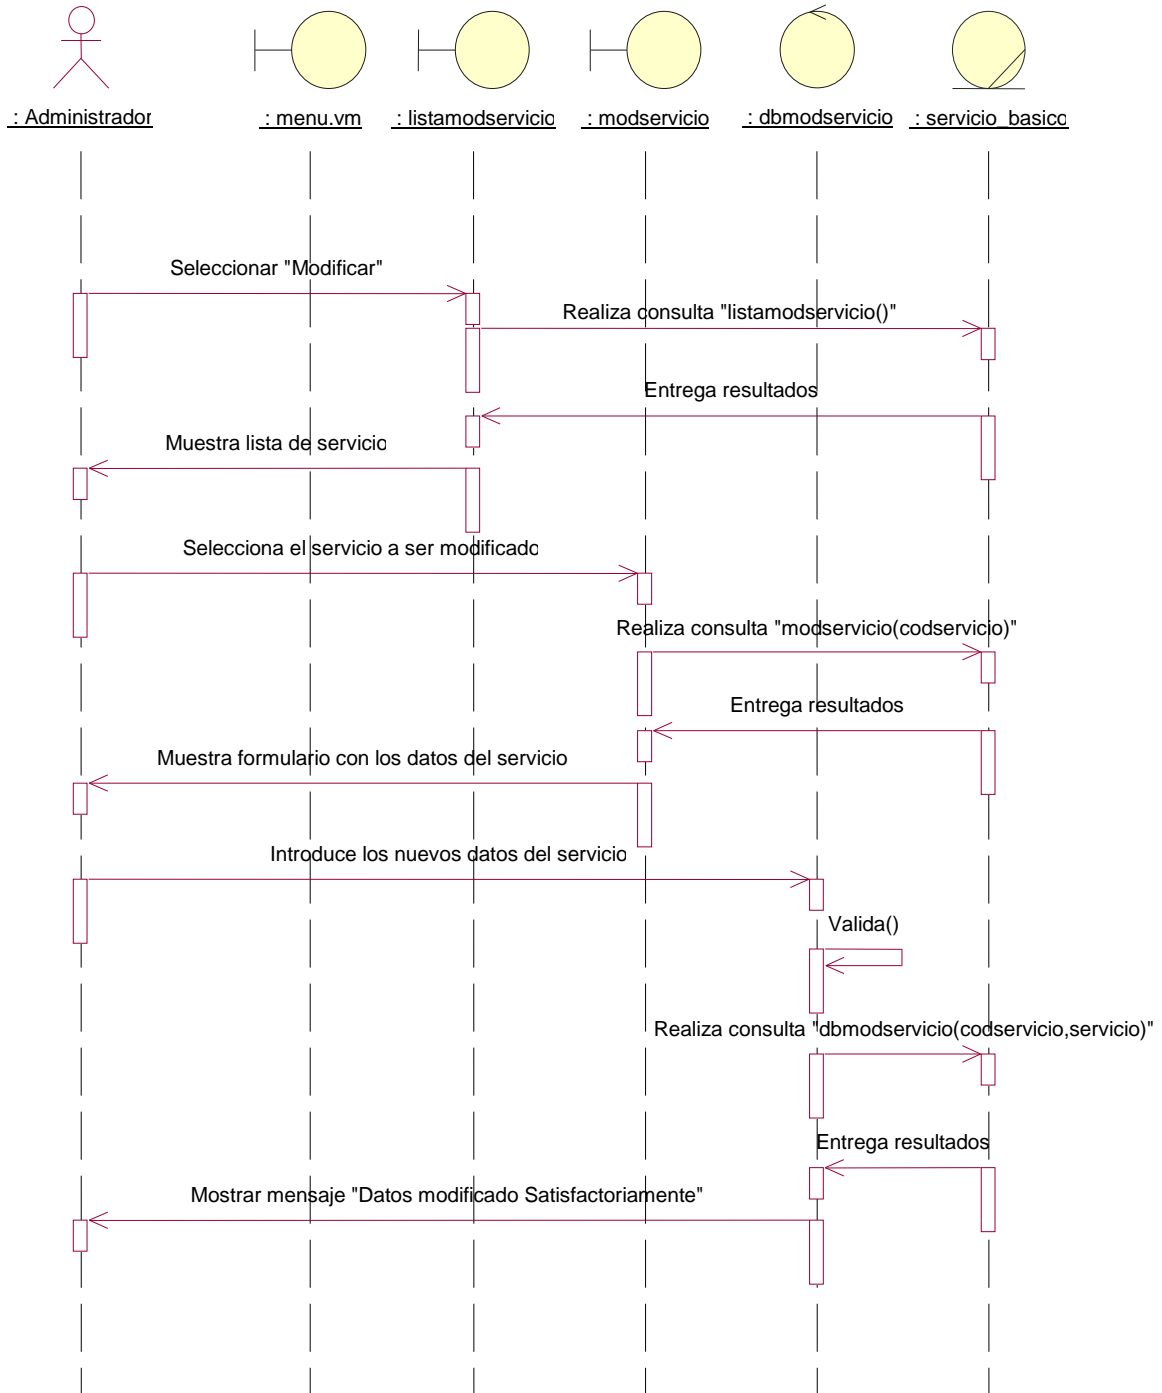 : Administrador
: menu.vm
: listamodservicio
: modservicio
: dbmodservicio
: servicio_basico
Seleccionar "Modificar"
Realiza consulta "listamodservicio()"
Entrega resultados
Muestra lista de servicio
Selecciona el servicio a ser modificado
Realiza consulta "modservicio(codservicio)"
Entrega resultados
Muestra formulario con los datos del servicio
Introduce los nuevos datos del servicio
Valida()
Realiza consulta "dbmodservicio(codservicio,servicio)"
Entrega resultados
Mostrar mensaje "Datos modificado Satisfactoriamente"